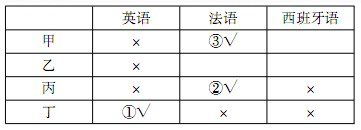 英语 法语 西班牙语
甲 × ③√
乙 ×
丙 × ②√ ×
丁 ①√ × ×